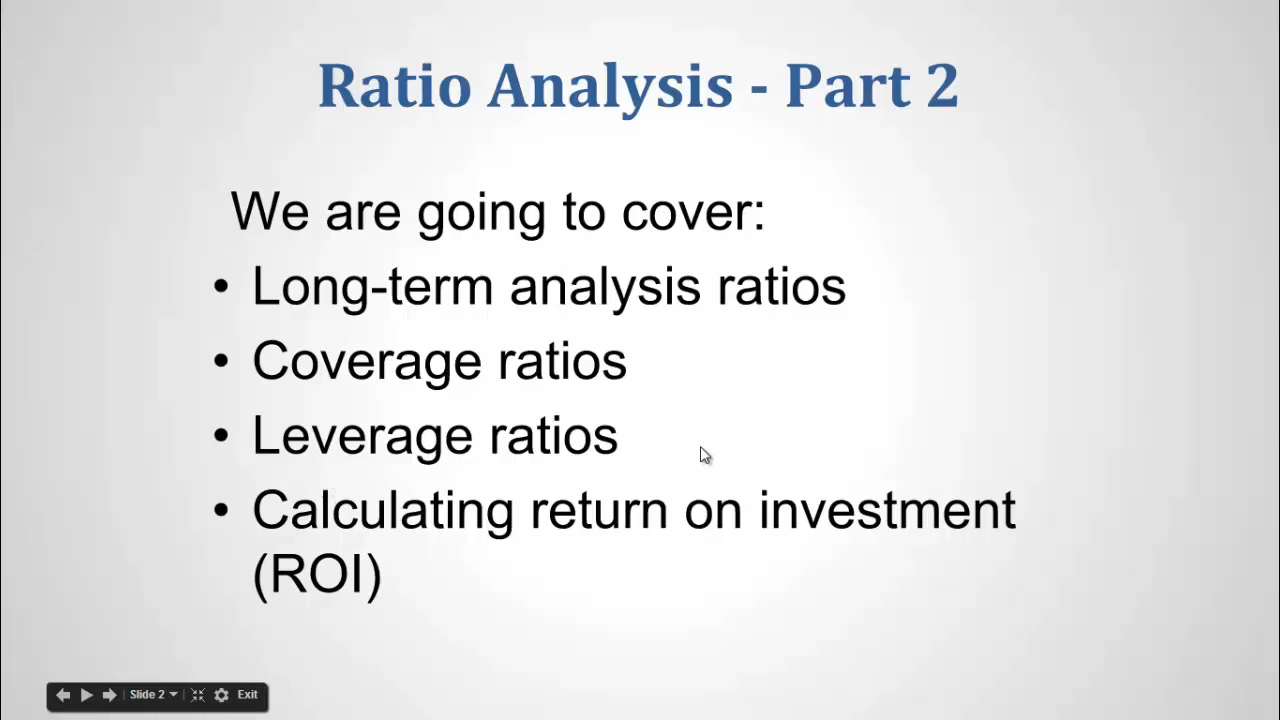 Ratio Analysis - Part 2
We are going to cover:
• Long-term analysis ratios
• Coverage ratios
• Leverage ratios
• Calculating return on investment
(ROI)
Slide 2 Exit